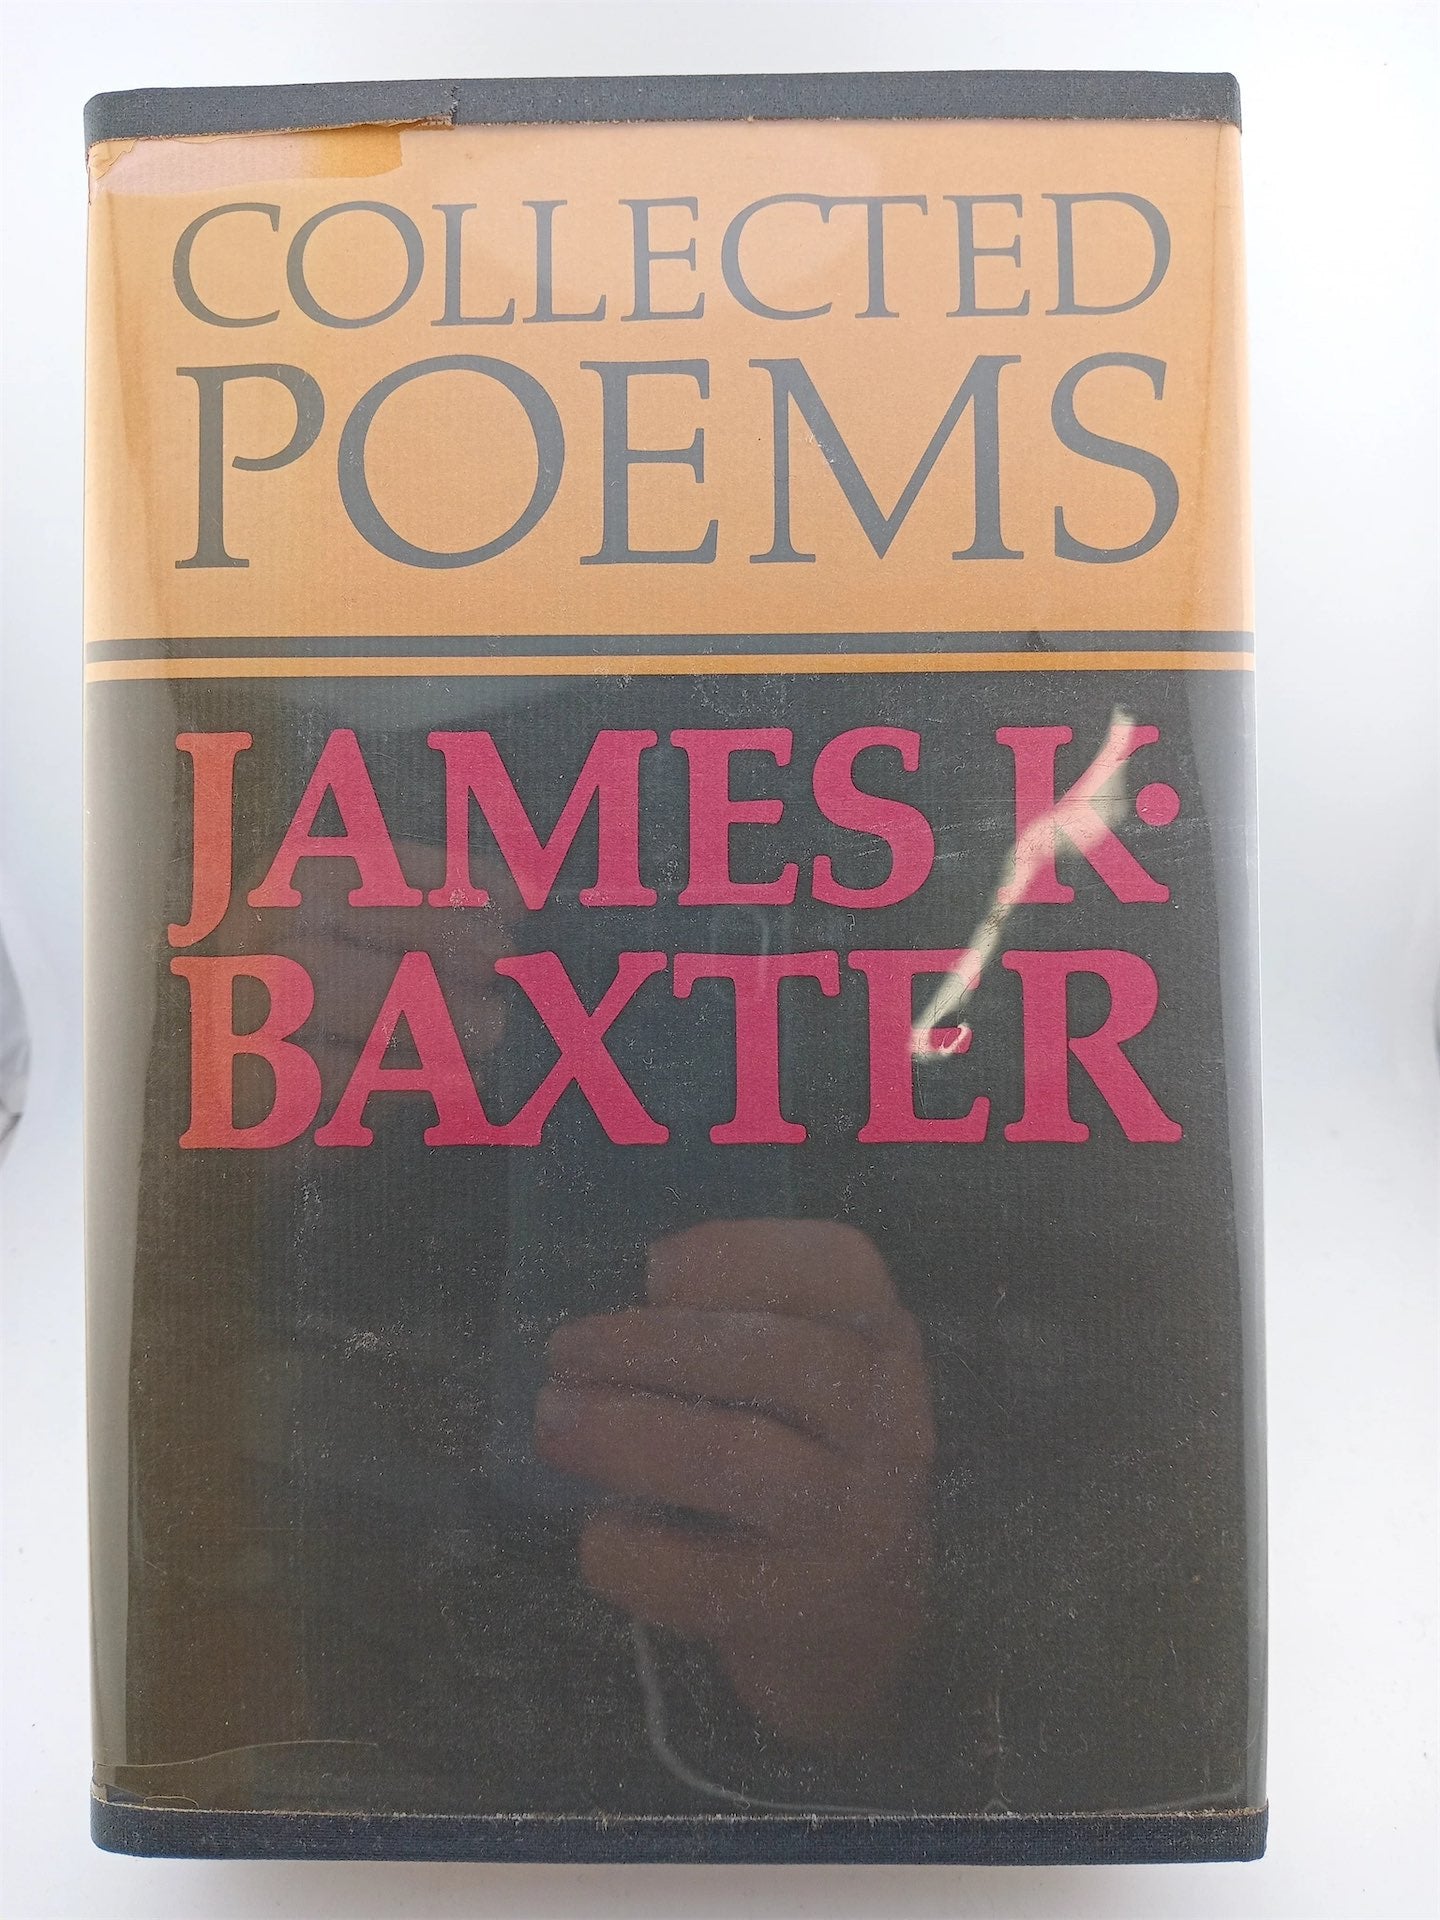 COLLECTED
POEMS
JAMES K·
BAXTER